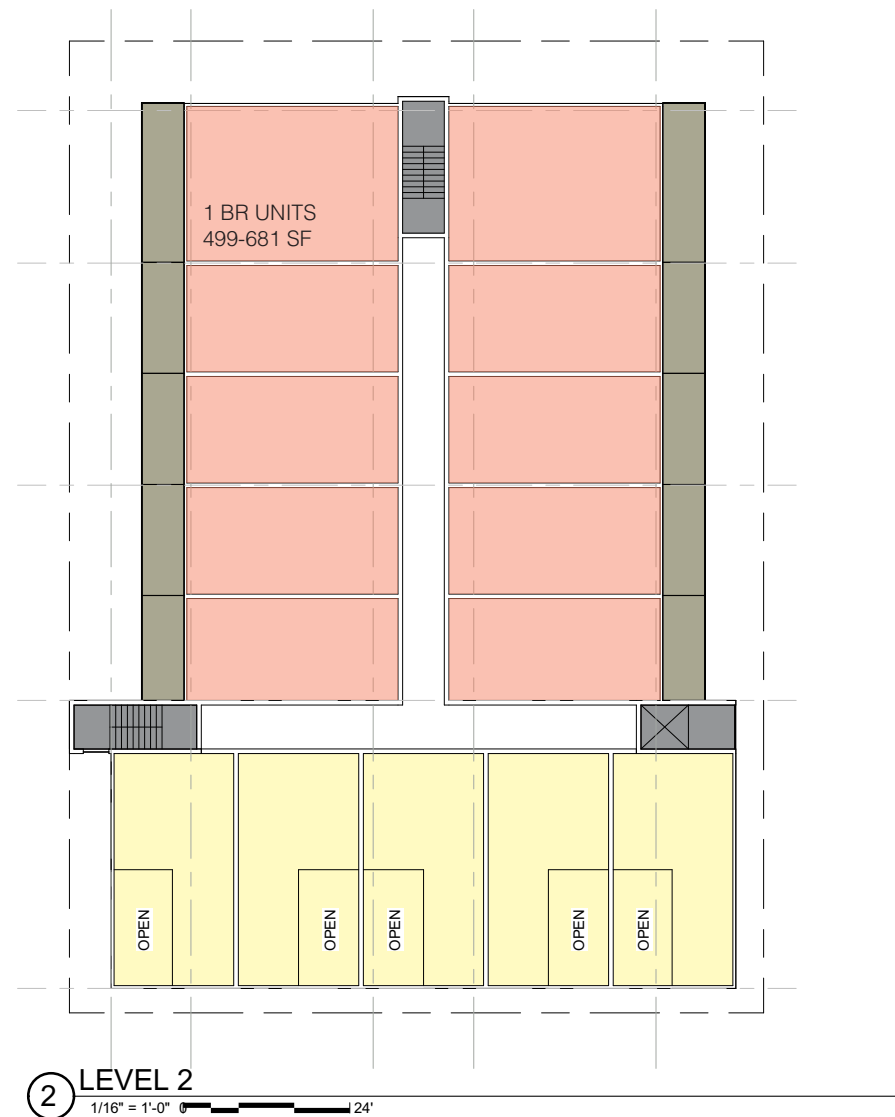 1 BR UNITS
499-681 SF
OPEN
OPEN
OPEN
OPEN
OPEN
2
LEVEL 2
1/16" = 1'-0" 0 24'